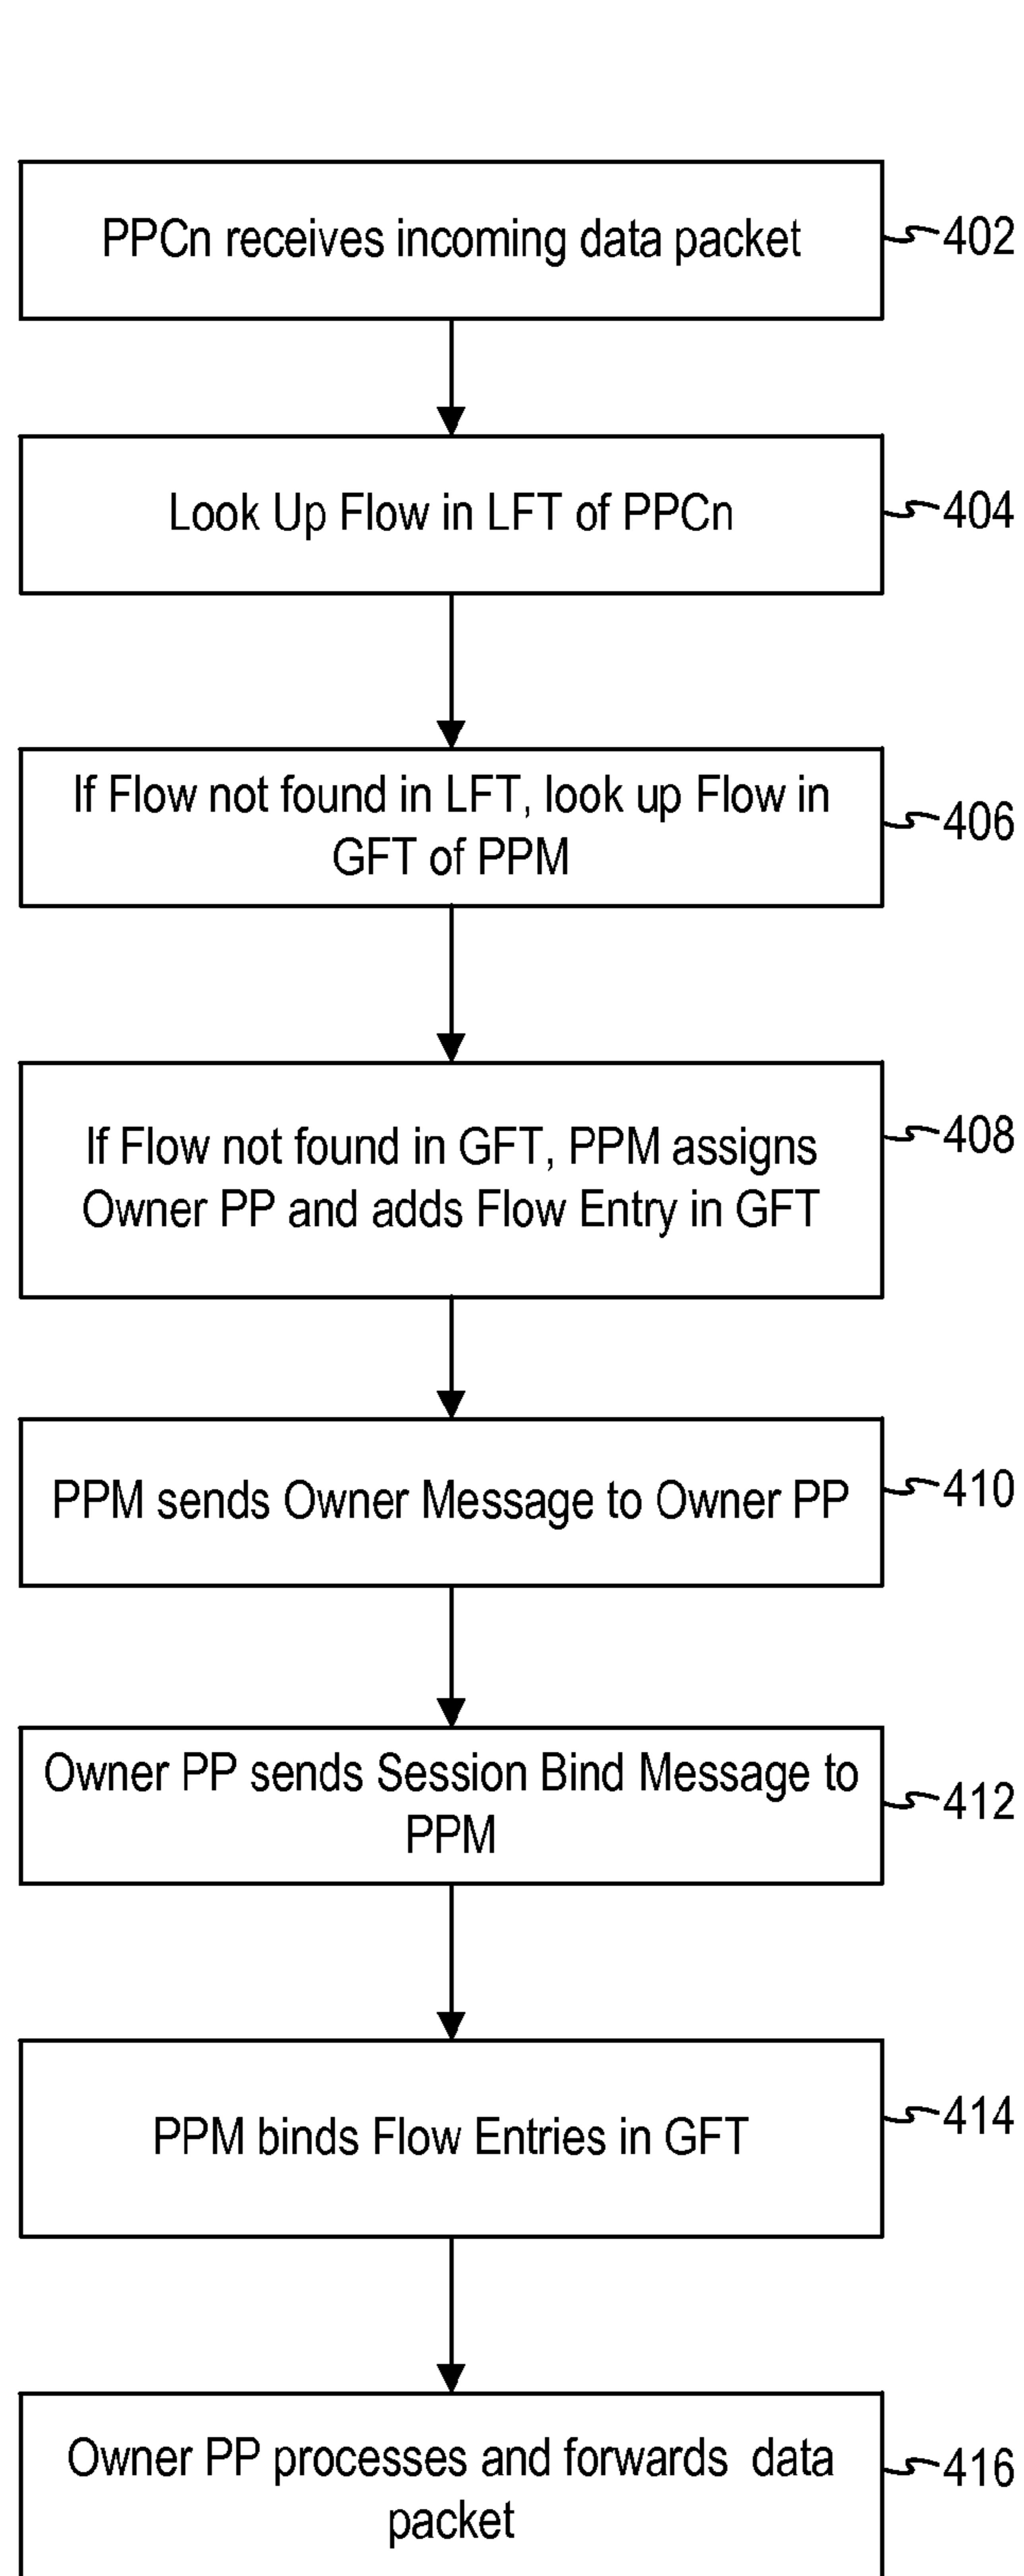 PPCn receives incoming data packet
402
Look Up Flow in LFT of PPCn
404
If Flow not found in LFT, look up Flow in
GFT of PPM
406
If Flow not found in GFT, PPM assigns
Owner PP and adds Flow Entry in GFT
408
PPM sends Owner Message to Owner PP
410
Owner PP sends Session Bind Message to
PPM
412
PPM binds Flow Entries in GFT
414
Owner PP processes and forwards data
packet
416